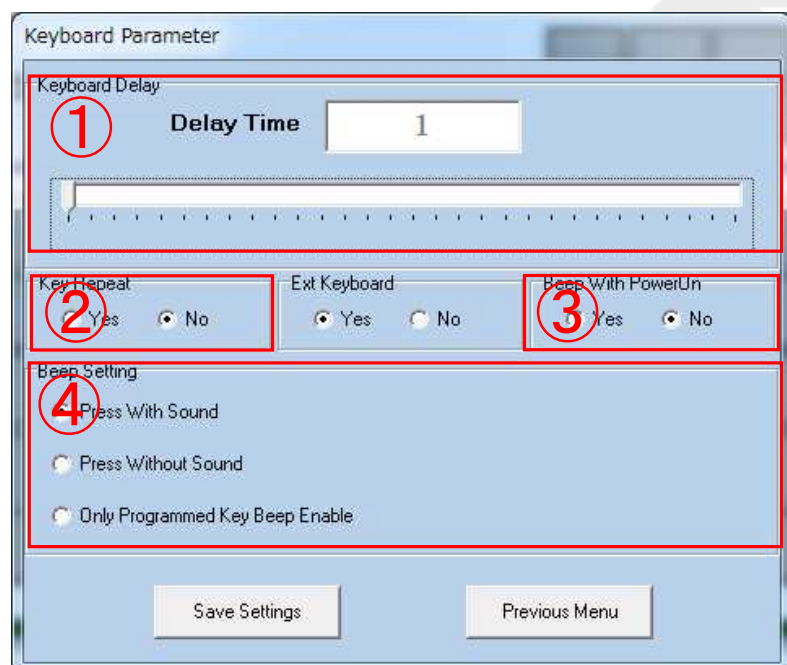 Keyboard Parameter
Keyboard Delay
① Delay Time 1
Key Repeat Ext Keyboard Beep With PowerOn
② Yes No Yes No ③ Yes No
Beep Setting
④ Press With Sound
Press Without Sound
Only Programmed Key Beep Enable
Save Settings Previous Menu